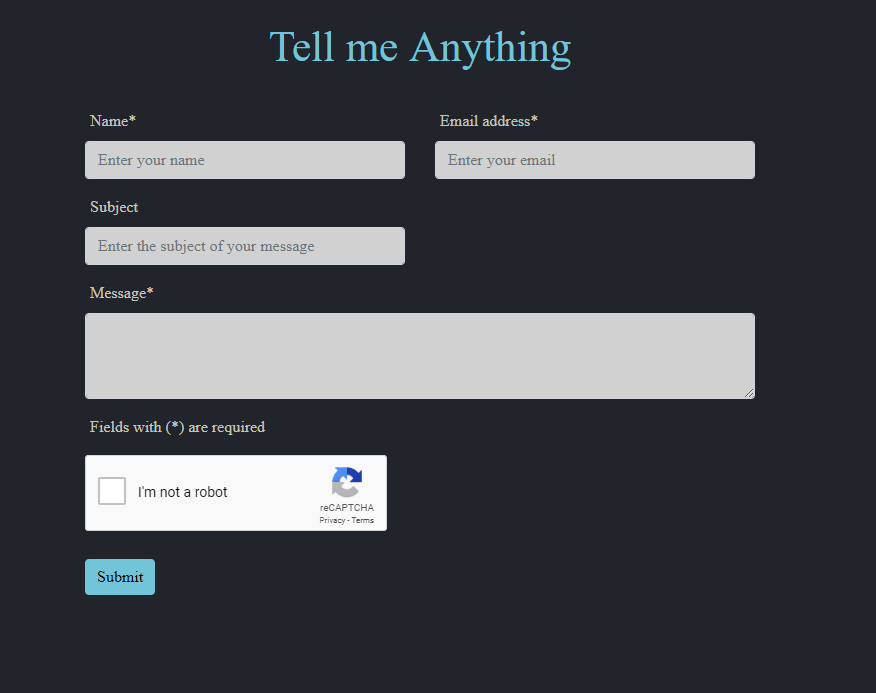 Tell me Anything
Name* Email address*
Enter your name Enter your email
Subject
Enter the subject of your message
Message*
Fields with (*) are required
I'm not a robot
reCAPTCHA
Privacy - Terms
Submit